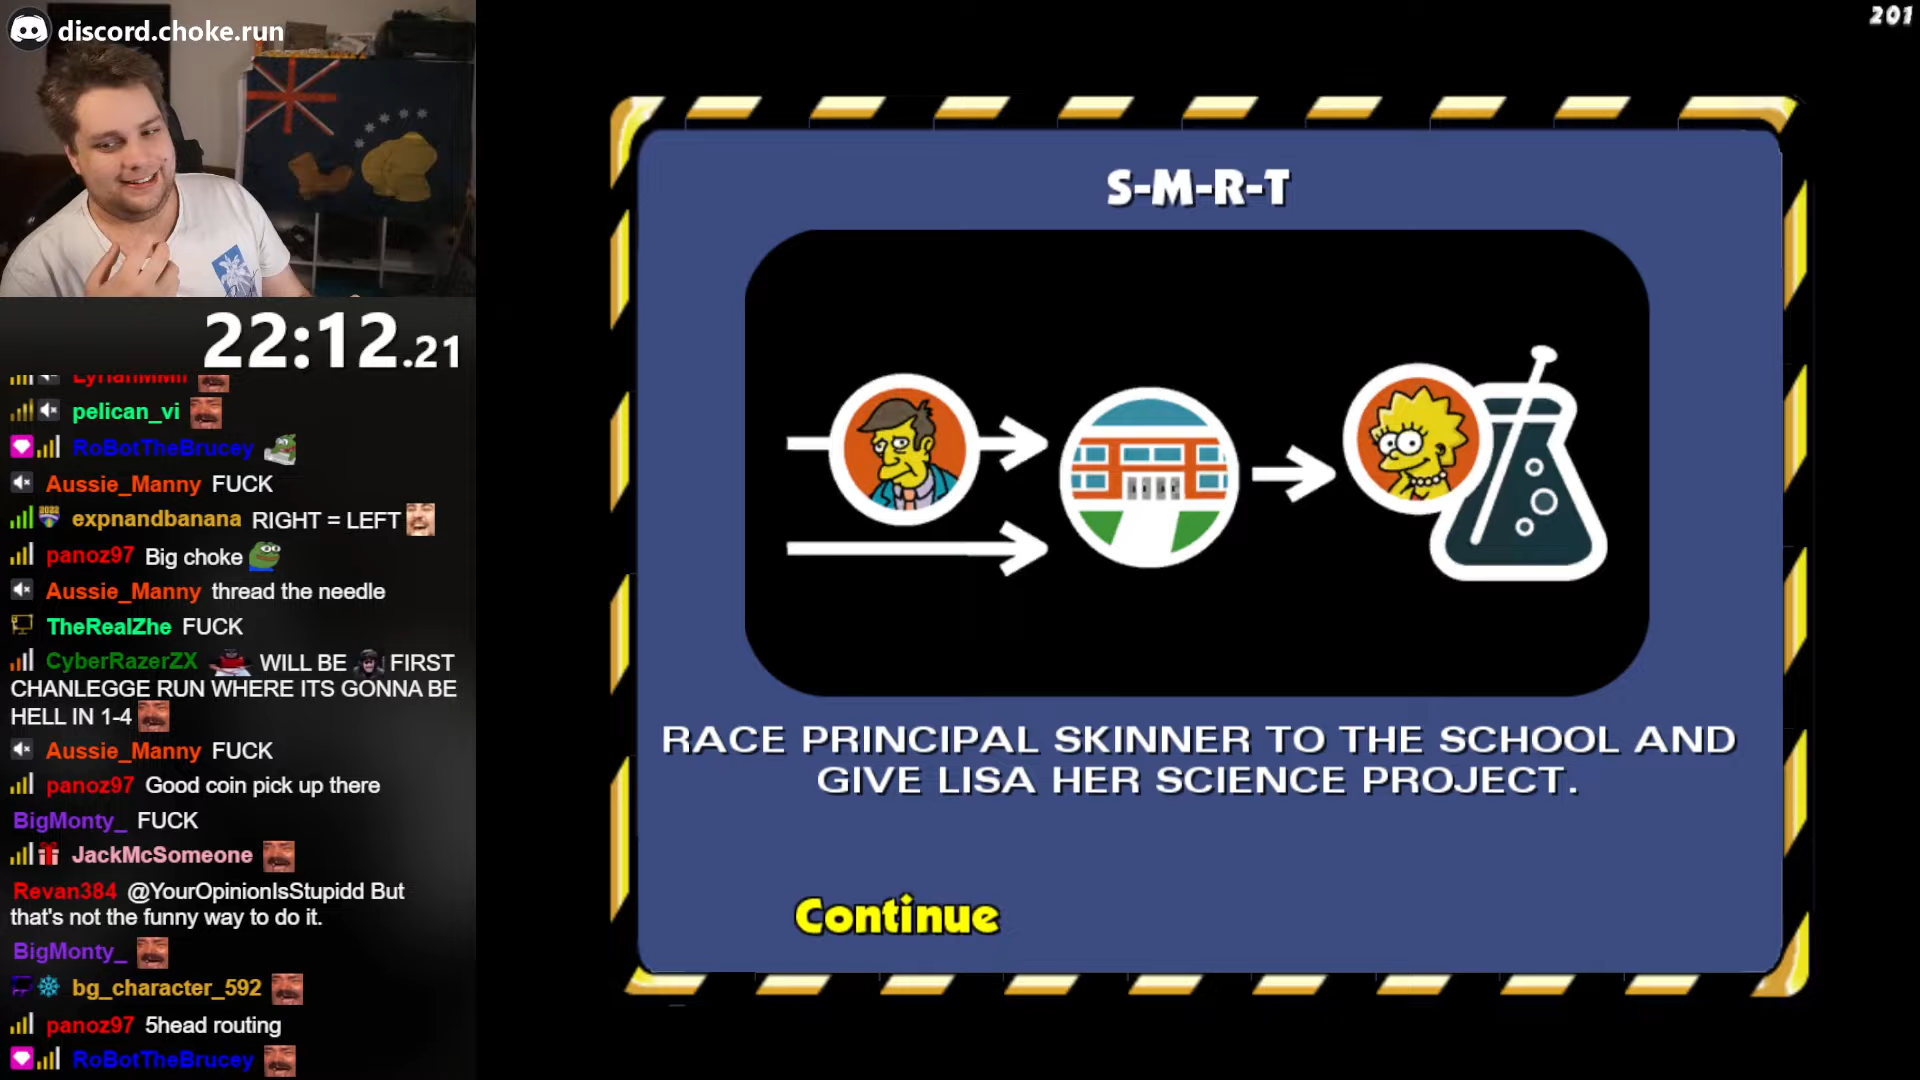 discord.choke.run
201
22:12.21
LyrianMMII
pelican_vi
RoBotTheBrucey
Aussie_Manny FUCK
expnandbanana RIGHT = LEFT
panoz97 Big choke
Aussie_Manny thread the needle
TheRealZhe FUCK
CyberRazerZX WILL BE FIRST
CHANLEGGE RUN WHERE ITS GONNA BE
HELL IN 1-4
Aussie_Manny FUCK
panoz97 Good coin pick up there
BigMonty_ FUCK
JackMcSomeone
Revan384 @YourOpinionIsStupidd But
that's not the funny way to do it.
BigMonty_
bg_character_592
panoz97 5head routing
RoBotTheBrucey
S-M-R-T
RACE PRINCIPAL SKINNER TO THE SCHOOL AND
GIVE LISA HER SCIENCE PROJECT.
Continue